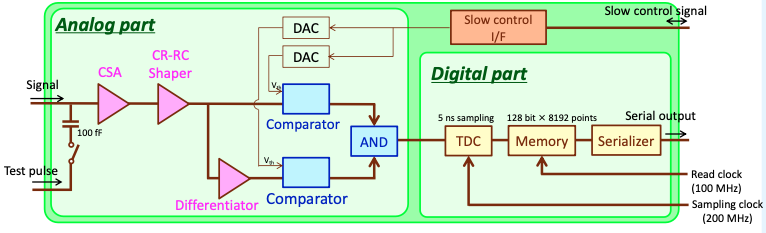 Analog part
DAC
DAC
Slow control
I/F
Slow control signal
CR-RC
Shaper
CSA
Signal
100 fF
Test pulse
Vth
Comparator
Vth
Comparator
Differentiator
AND
Digital part
5 ns sampling
128 bit × 8192 points
TDC
Memory
Serializer
Serial output
Read clock
(100 MHz)
Sampling clock
(200 MHz)